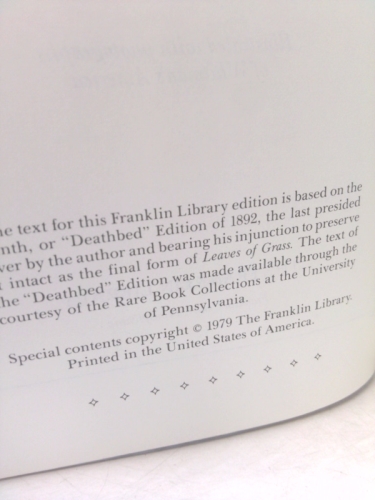 he text for this Franklin Library edition is based on the
nth, or “Deathbed” Edition of 1892, the last presided
ver by the author and bearing his injunction to preserve
intact as the final form of Leaves of Grass. The text of
he “Deathbed” Edition was made available through the
courtesy of the Rare Book Collections at the University
of Pennsylvania.
Special contents copyright © 1979 The Franklin Library.
Printed in the United States of America.